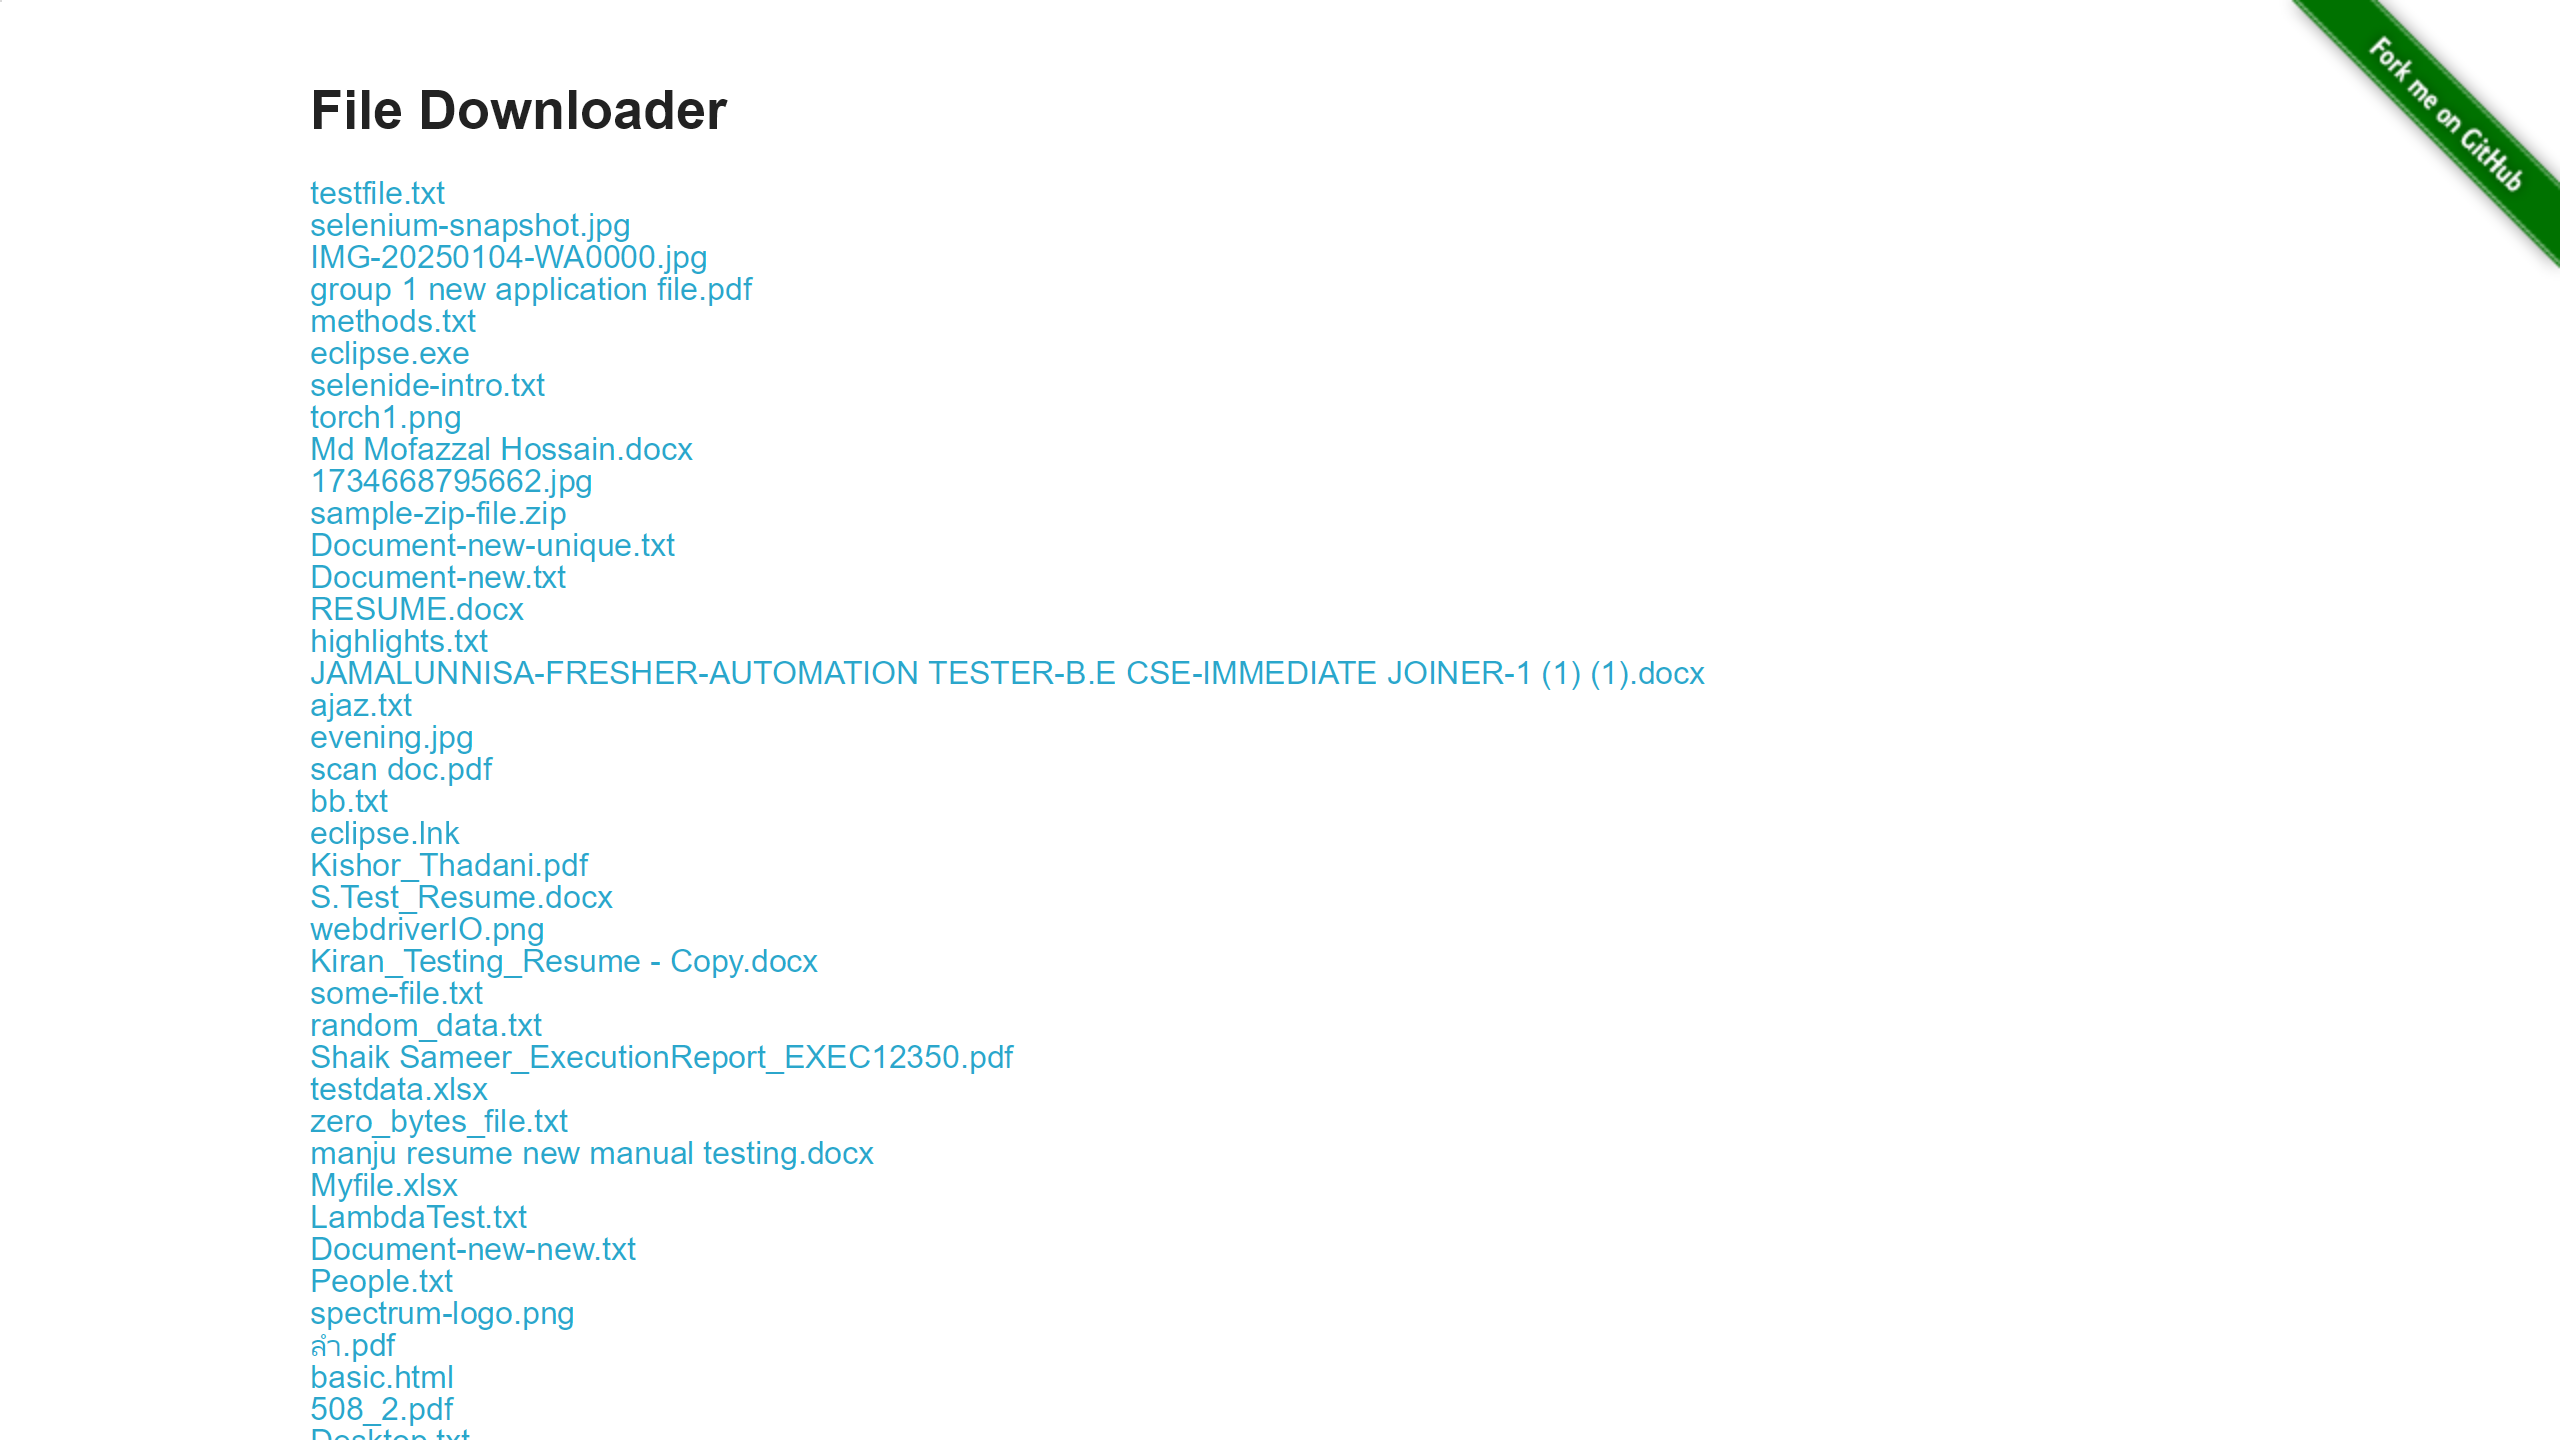 File Downloader
Fork me on GitHub
testfile.txt
selenium-snapshot.jpg
IMG-20250104-WA0000.jpg
group 1 new application file.pdf
methods.txt
eclipse.exe
selenide-intro.txt
torch1.png
Md Mofazzal Hossain.docx
1734668795662.jpg
sample-zip-file.zip
Document-new-unique.txt
Document-new.txt
RESUME.docx
highlights.txt
JAMALUNNISA-FRESHER-AUTOMATION TESTER-B.E CSE-IMMEDIATE JOINER-1 (1) (1).docx
ajaz.txt
evening.jpg
scan doc.pdf
bb.txt
eclipse.lnk
Kishor_Thadani.pdf
S.Test_Resume.docx
webdriverIO.png
Kiran_Testing_Resume - Copy.docx
some-file.txt
random_data.txt
Shaik Sameer_ExecutionReport_EXEC12350.pdf
testdata.xlsx
zero_bytes_file.txt
manju resume new manual testing.docx
Myfile.xlsx
LambdaTest.txt
Document-new-new.txt
People.txt
spectrum-logo.png
ลำ.pdf
basic.html
508_2.pdf
Desktop.txt